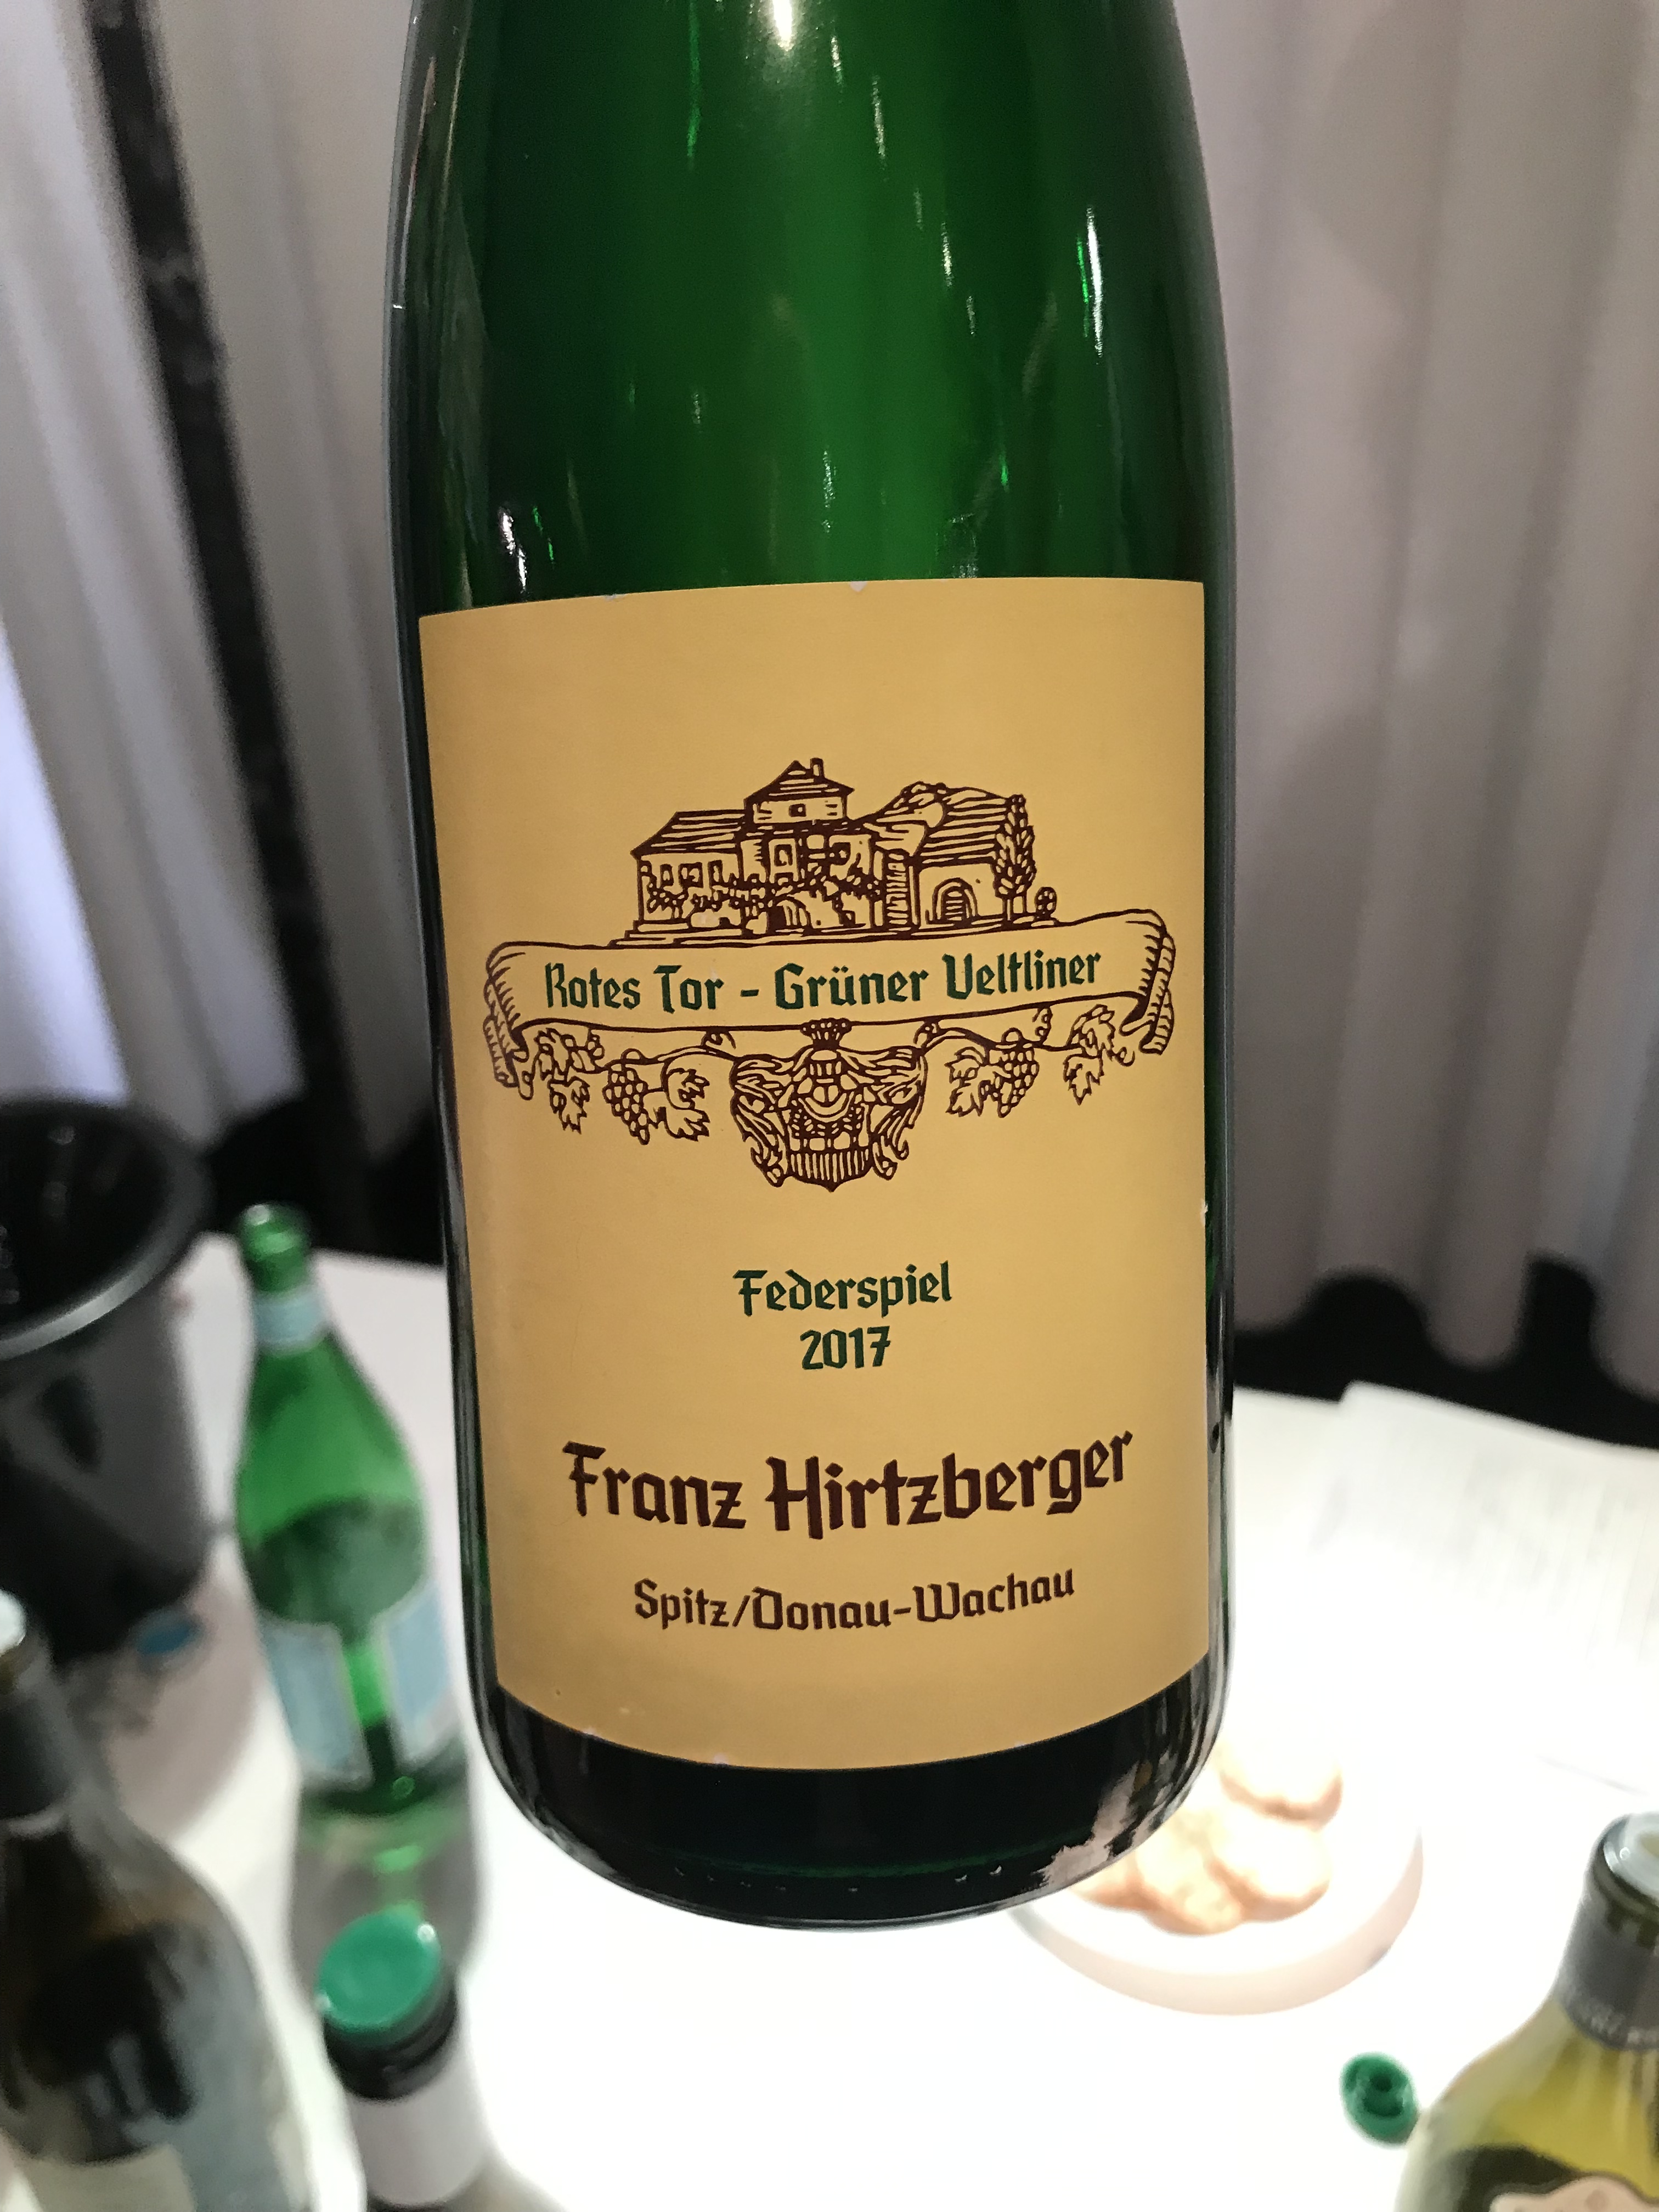 Rotes Tor - Grüner Veltliner
Federspiel
2017
Franz Hirtzberger
Spitz/Donau-Wachau